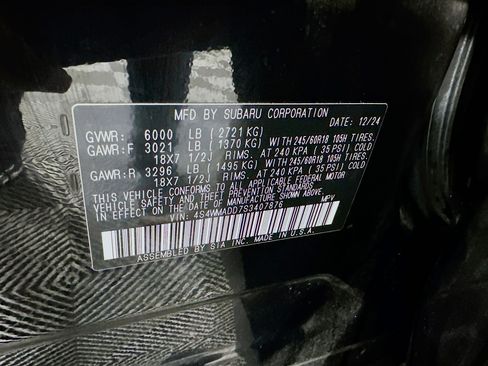 MFD BY SUBARU CORPORATION
DATE: 12/24
GVWR: 6000 LB (2721 KG)
GAWR:F 3021 LB (1370 KG) WITH 245/60R18 105H TIRES,
18X7 1/2J RIMS, AT 240 KPA (35 PSI) COLD
GAWR:R 3296 LB (1495 KG) WITH 245/60R18 105H TIRES,
18X7 1/2J RIMS, AT 240 KPA (35 PSI) COLD
THIS VEHICLE CONFORMS TO ALL APPLICABLE FEDERAL MOTOR
VEHICLE SAFETY AND THEFT PREVENTION STANDARDS
IN EFFECT ON THE DATE OF MANUFACTURE SHOWN ABOVE.
VIN: 4S4WMADD7S3407876 MPV
ASSEMBLED BY SIA INC. MADE IN U.S.A.